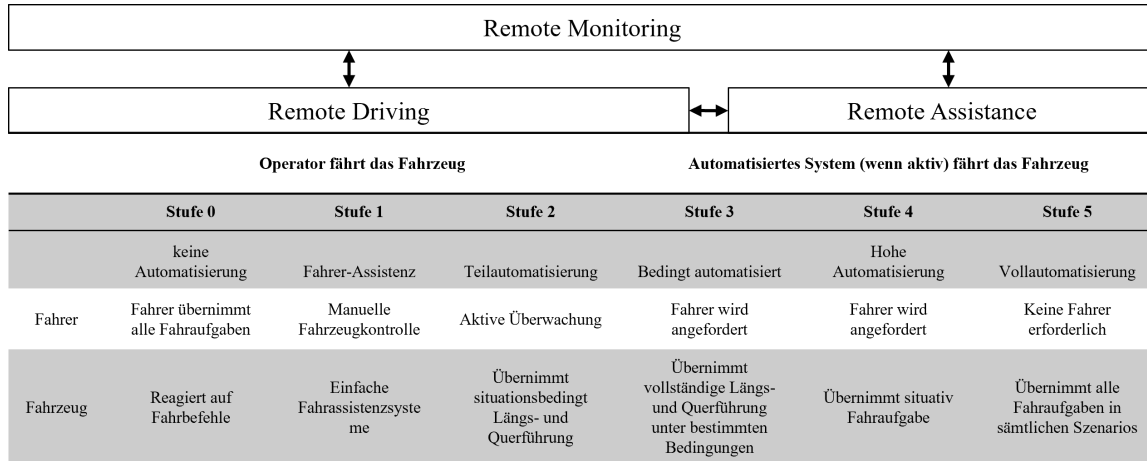 Remote Monitoring
Remote Driving
Remote Assistance
Operator fährt das Fahrzeug
Automatisiertes System (wenn aktiv) fährt das Fahrzeug
Stufe 0
Stufe 1
Stufe 2
Stufe 3
Stufe 4
Stufe 5
keine
Automatisierung
Fahrer-Assistenz
Teilautomatisierung
Bedingt automatisiert
Hohe
Automatisierung
Vollautomatisierung
Fahrer
Fahrer übernimmt
alle Fahraufgaben
Manuelle
Fahrzeugkontrolle
Aktive Überwachung
Fahrer wird
angefordert
Fahrer wird
angefordert
Keine Fahrer
erforderlich
Fahrzeug
Reagiert auf
Fahrbefehle
Einfache
Fahrassistenzsyste
me
Übernimmt
situationsbedingt
Längs- und
Querführung
Übernimmt
vollständige Längs-
und Querführung
unter bestimmten
Bedingungen
Übernimmt situativ
Fahraufgabe
Übernimmt alle
Fahraufgaben in
sämtlichen Szenarios